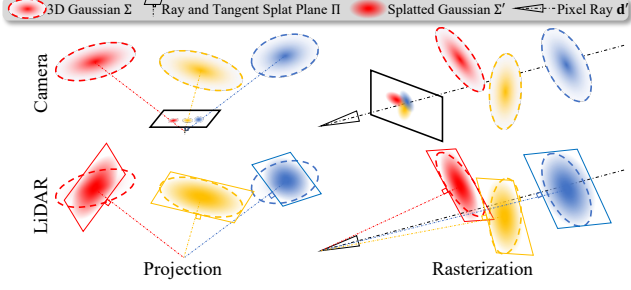 3D Gaussian Σ Ray and Tangent Splat Plane Π Splatted Gaussian Σ′ Pixel Ray d′
Camera
LiDAR
Projection Rasterization